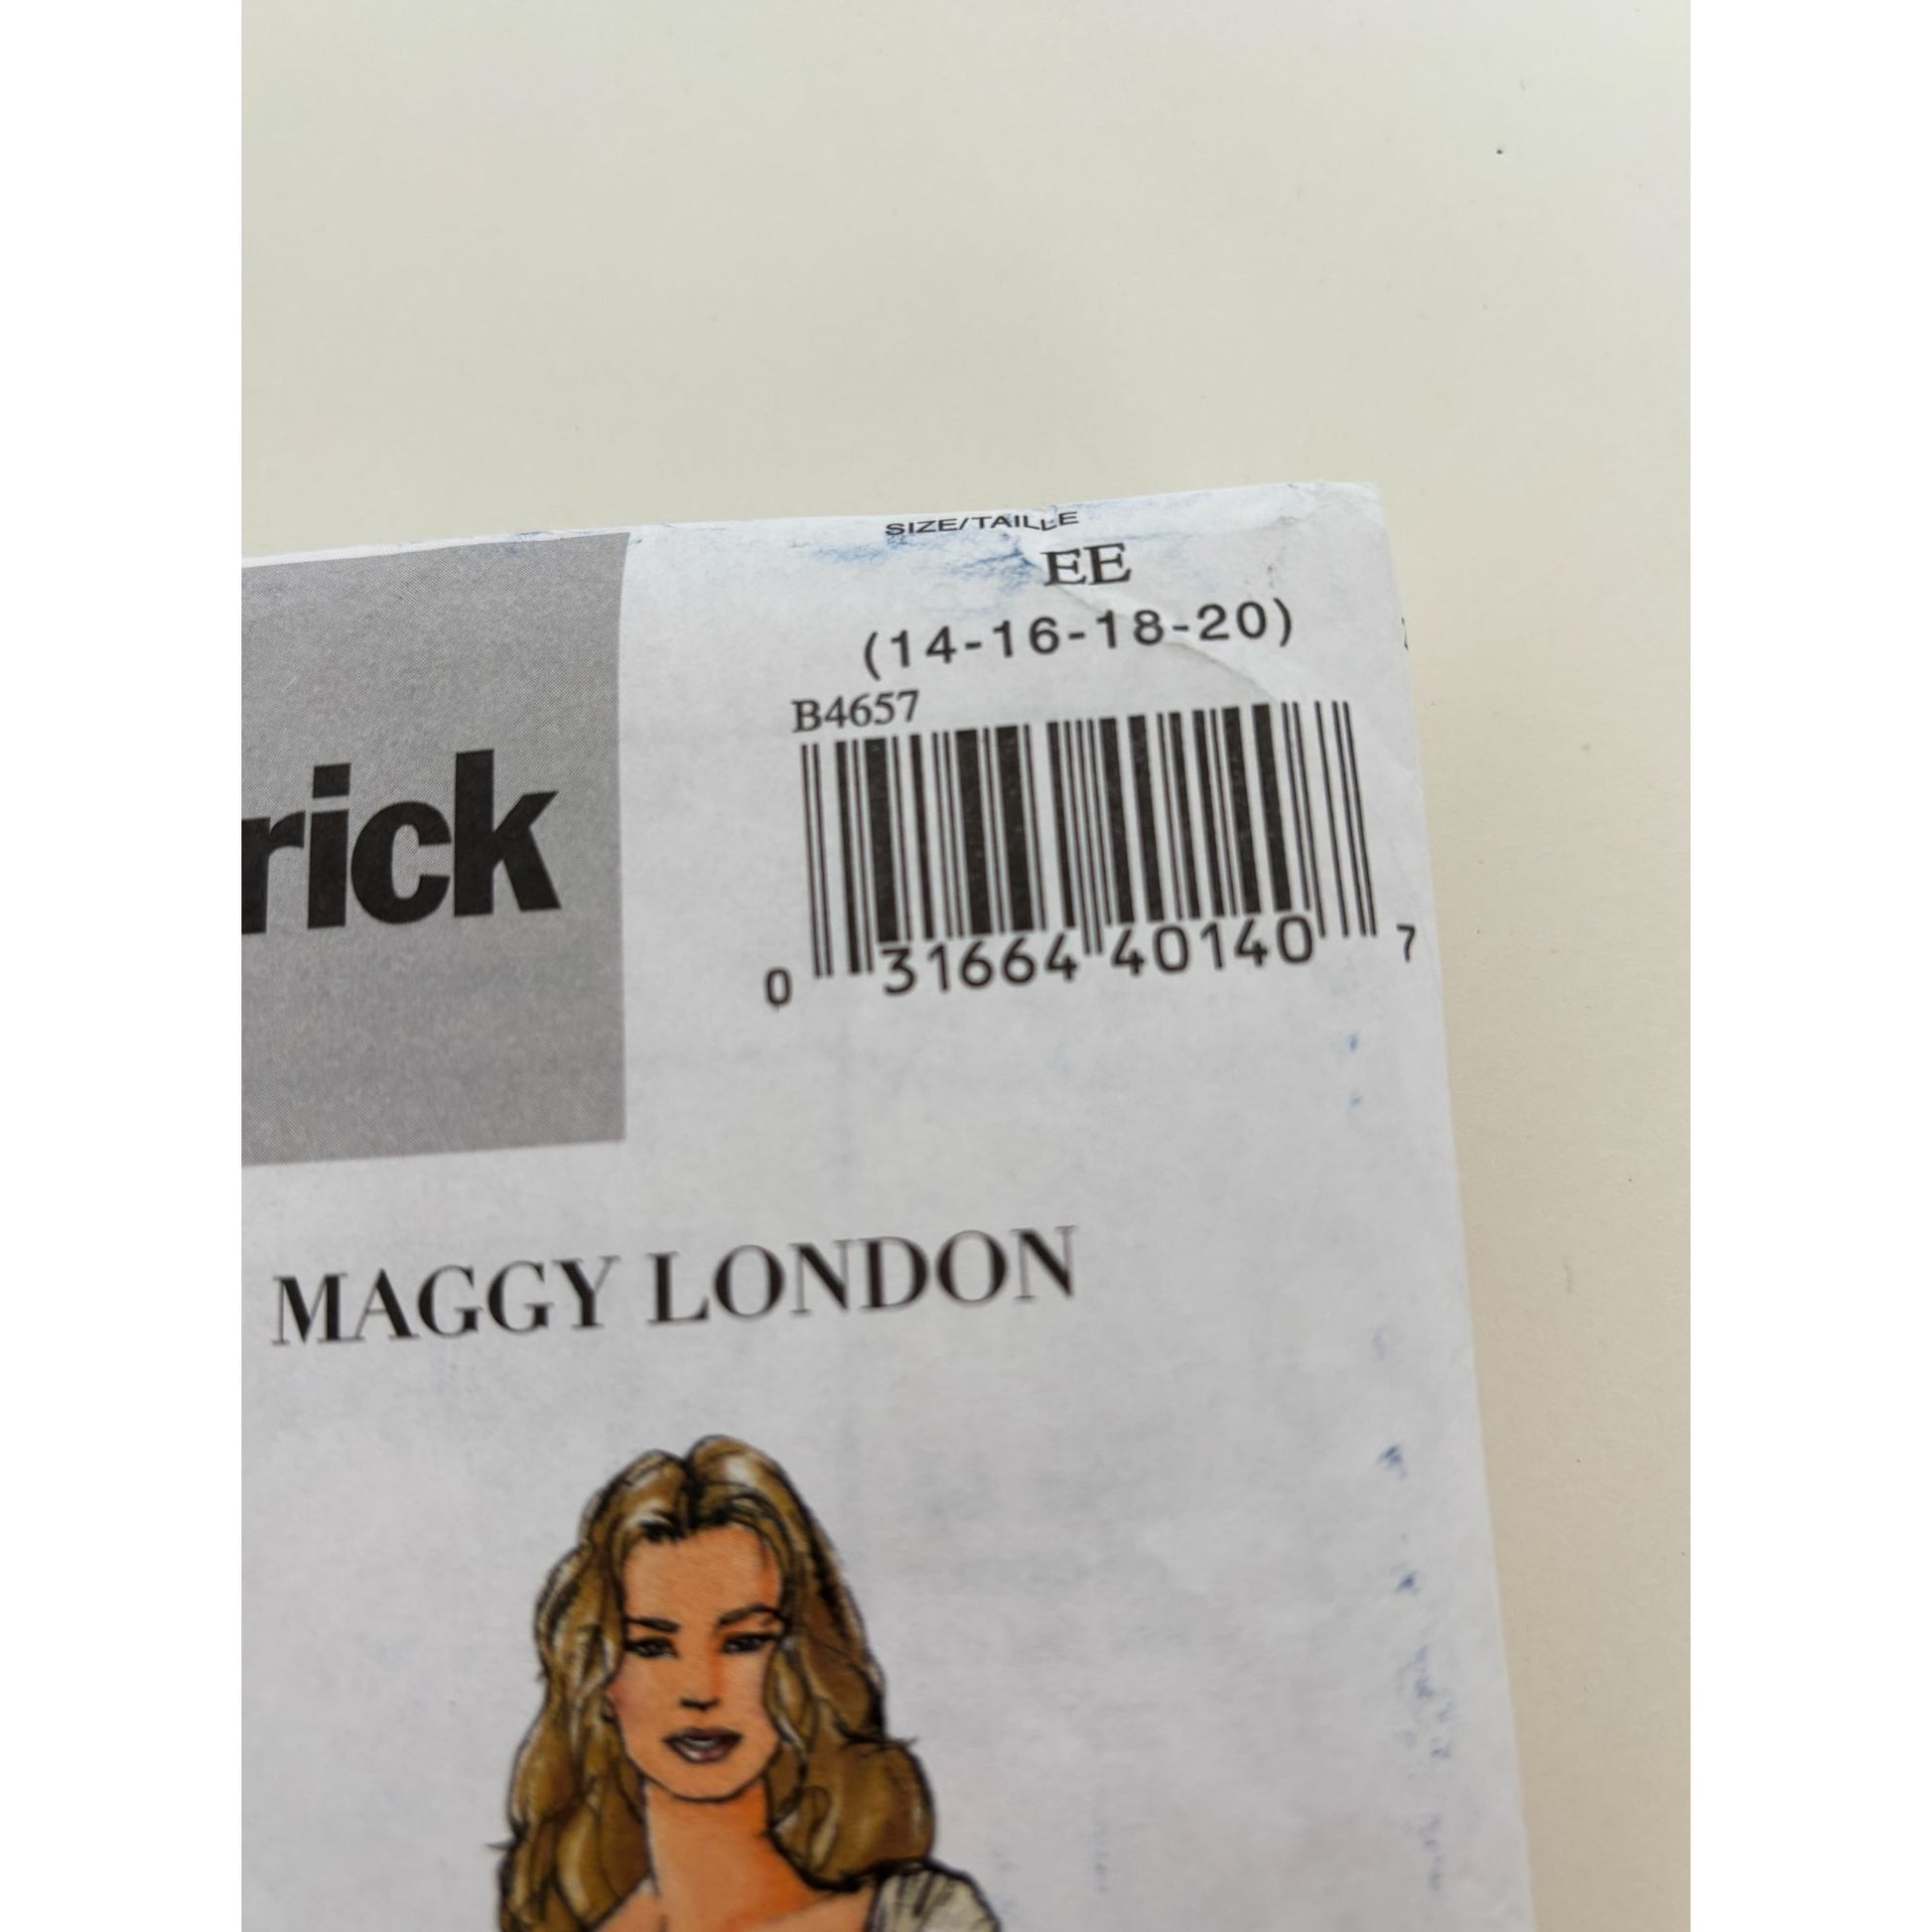 SIZE/TAILLE
EE
(14-16-18-20)
B4657
rick
0 31664 40140 7
MAGGY LONDON